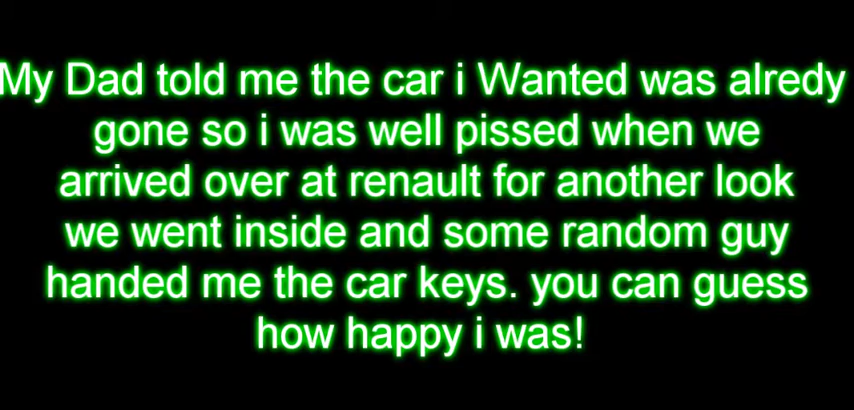 My Dad told me the car i Wanted was alredy
gone so i was well pissed when we
arrived over at renault for another look
we went inside and some random guy
handed me the car keys. you can guess
how happy i was!